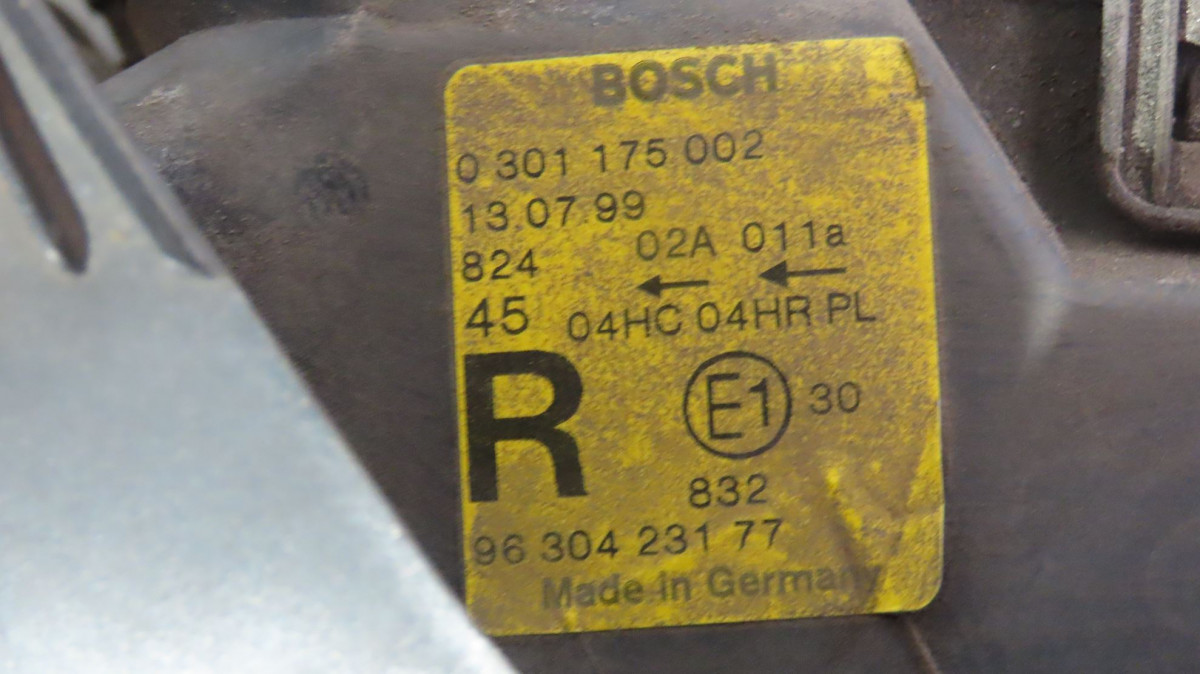 BOSCH
0 301 175 002
13.07.99
824 02A 011a
45 04HC 04HR PL
R E1 30
832
96 304 231 77
Made in Germany